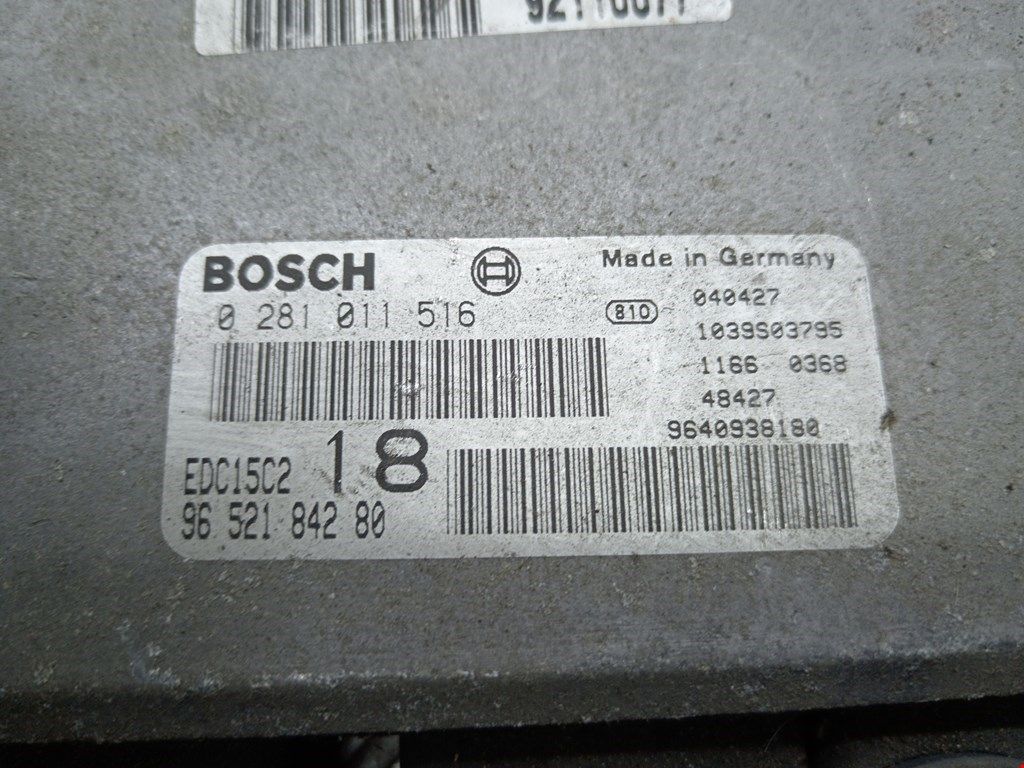 BOSCH
Made in Germany
0 281 011 516
810
040427
1039S03795
1166 0368
48427
9640938180
18
EDC15C2
96 521 842 80